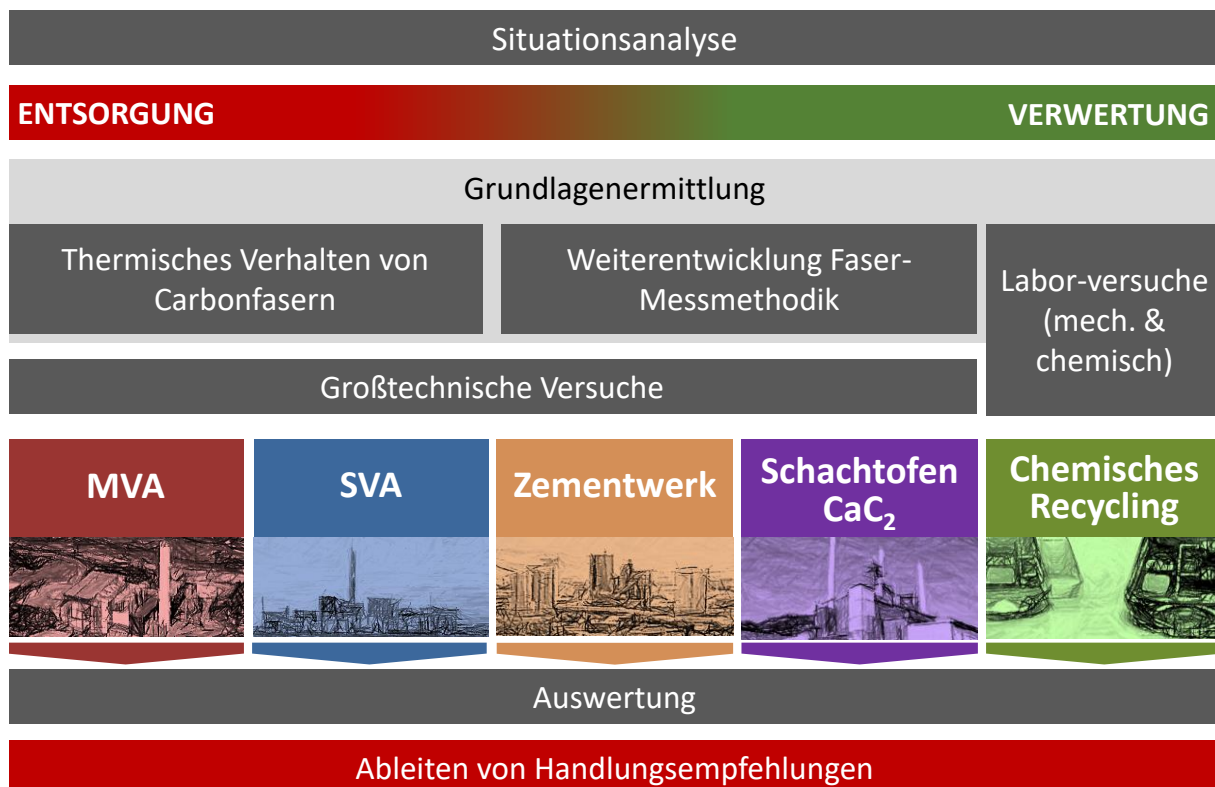 Situationsanalyse
ENTSORGUNG
VERWERTUNG
Grundlagenermittlung
Thermisches Verhalten von
Carbonfasern
Weiterentwicklung Faser-
Messmethodik
Labor-versuche
(mech. &
chemisch)
Großtechnische Versuche
MVA
SVA
Zementwerk
Schachtofen
CaC₂
Chemisches
Recycling
Auswertung
Ableiten von Handlungsempfehlungen